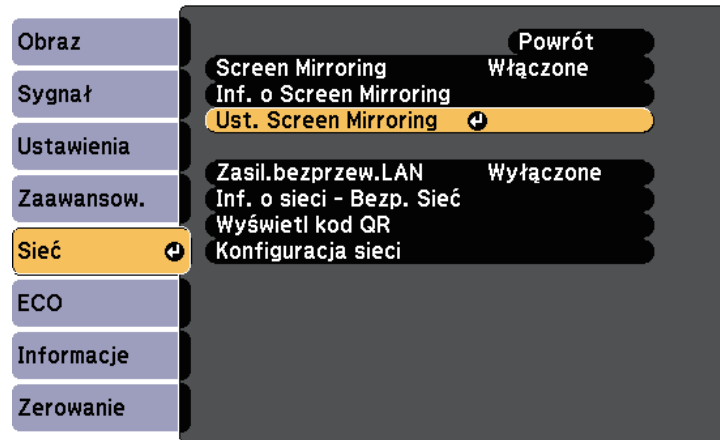 Obraz
Sygnał
Ustawienia
Zaawansow.
Sieć
ECO
Informacje
Zerowanie
Powrót
Screen Mirroring Włączone
Inf. o Screen Mirroring
Ust. Screen Mirroring
Zasil.bezprzew.LAN Wyłączone
Inf. o sieci - Bezp. Sieć
Wyświetl kod QR
Konfiguracja sieci